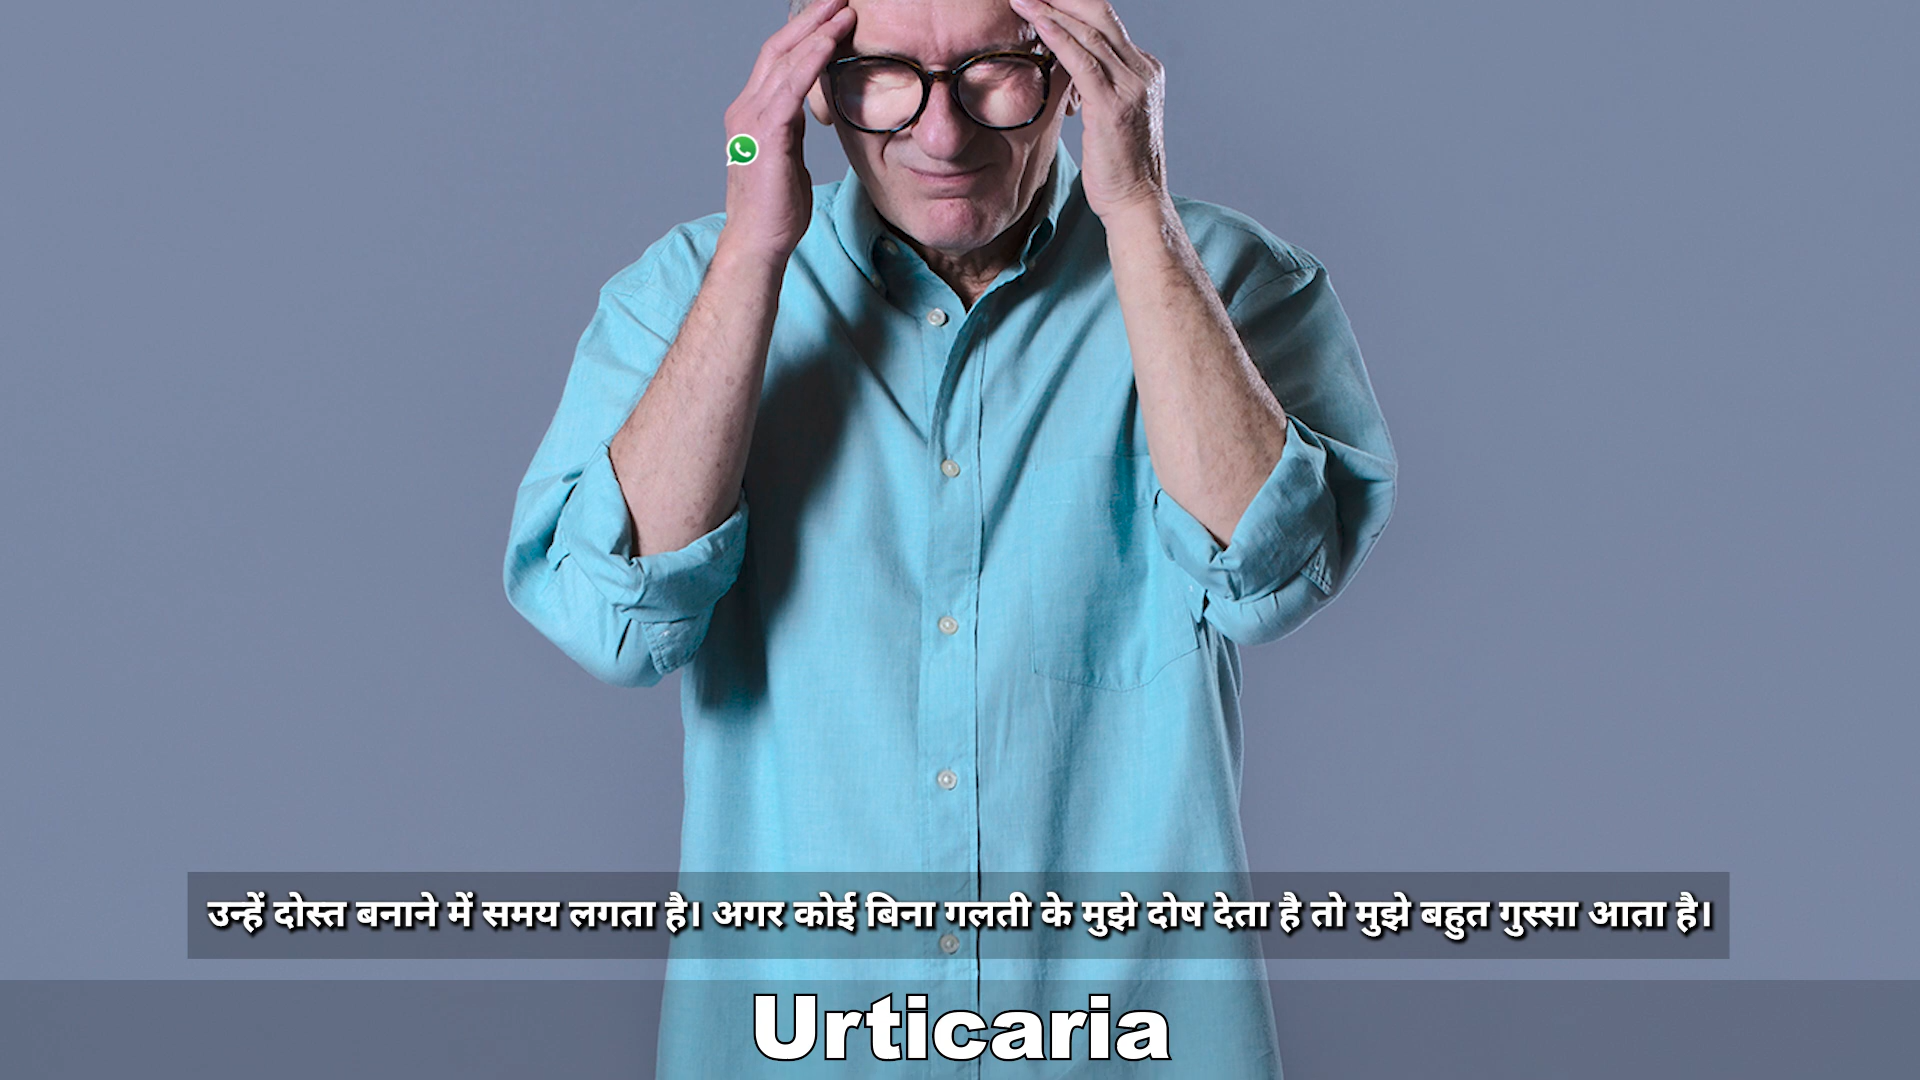 उन्हें दोस्त बनाने में समय लगता है। अगर कोई बिना गलती के मुझे दोष देता है तो मुझे बहुत गुस्सा आता है।
Urticaria